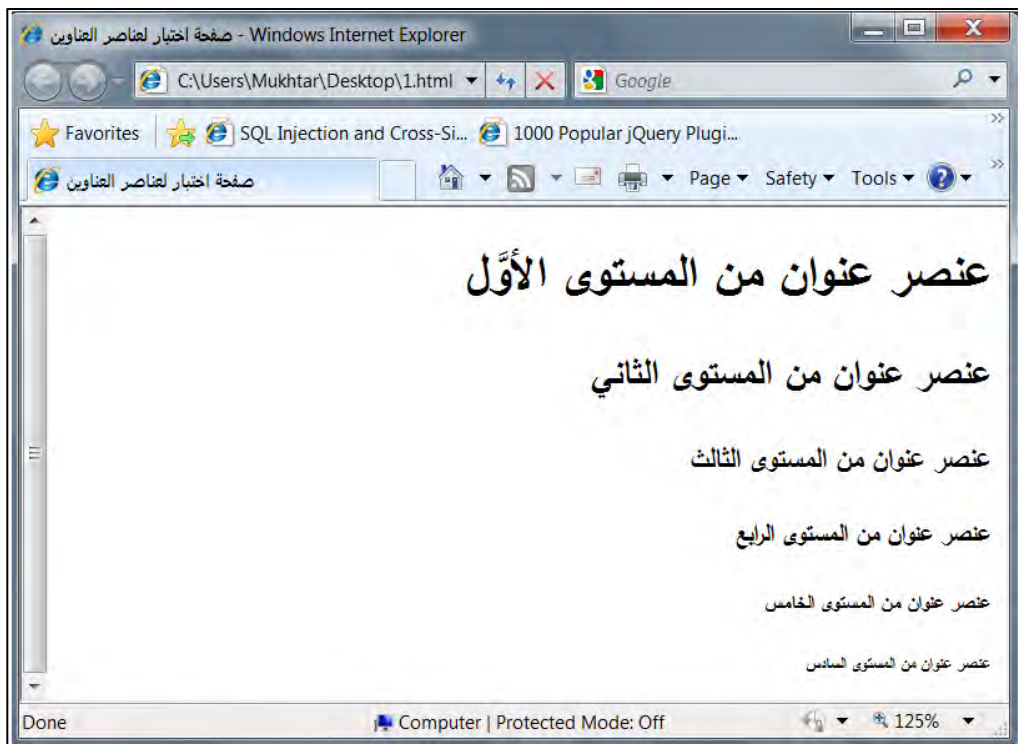 صفحة اختبار لعناصر العناوين - Windows Internet Explorer
C:\Users\Mukhtar\Desktop\1.html
Google
Favorites SQL Injection and Cross-Si... 1000 Popular jQuery Plugi...
صفحة اختبار لعناصر العناوين Page Safety Tools
عنصر عنوان من المستوى الأوَّل
عنصر عنوان من المستوى الثاني
عنصر عنوان من المستوى الثالث
عنصر عنوان من المستوى الرابع
عنصر عنوان من المستوى الخامس
عنصر عنوان من المستوى السادس
Done Computer | Protected Mode: Off 125%